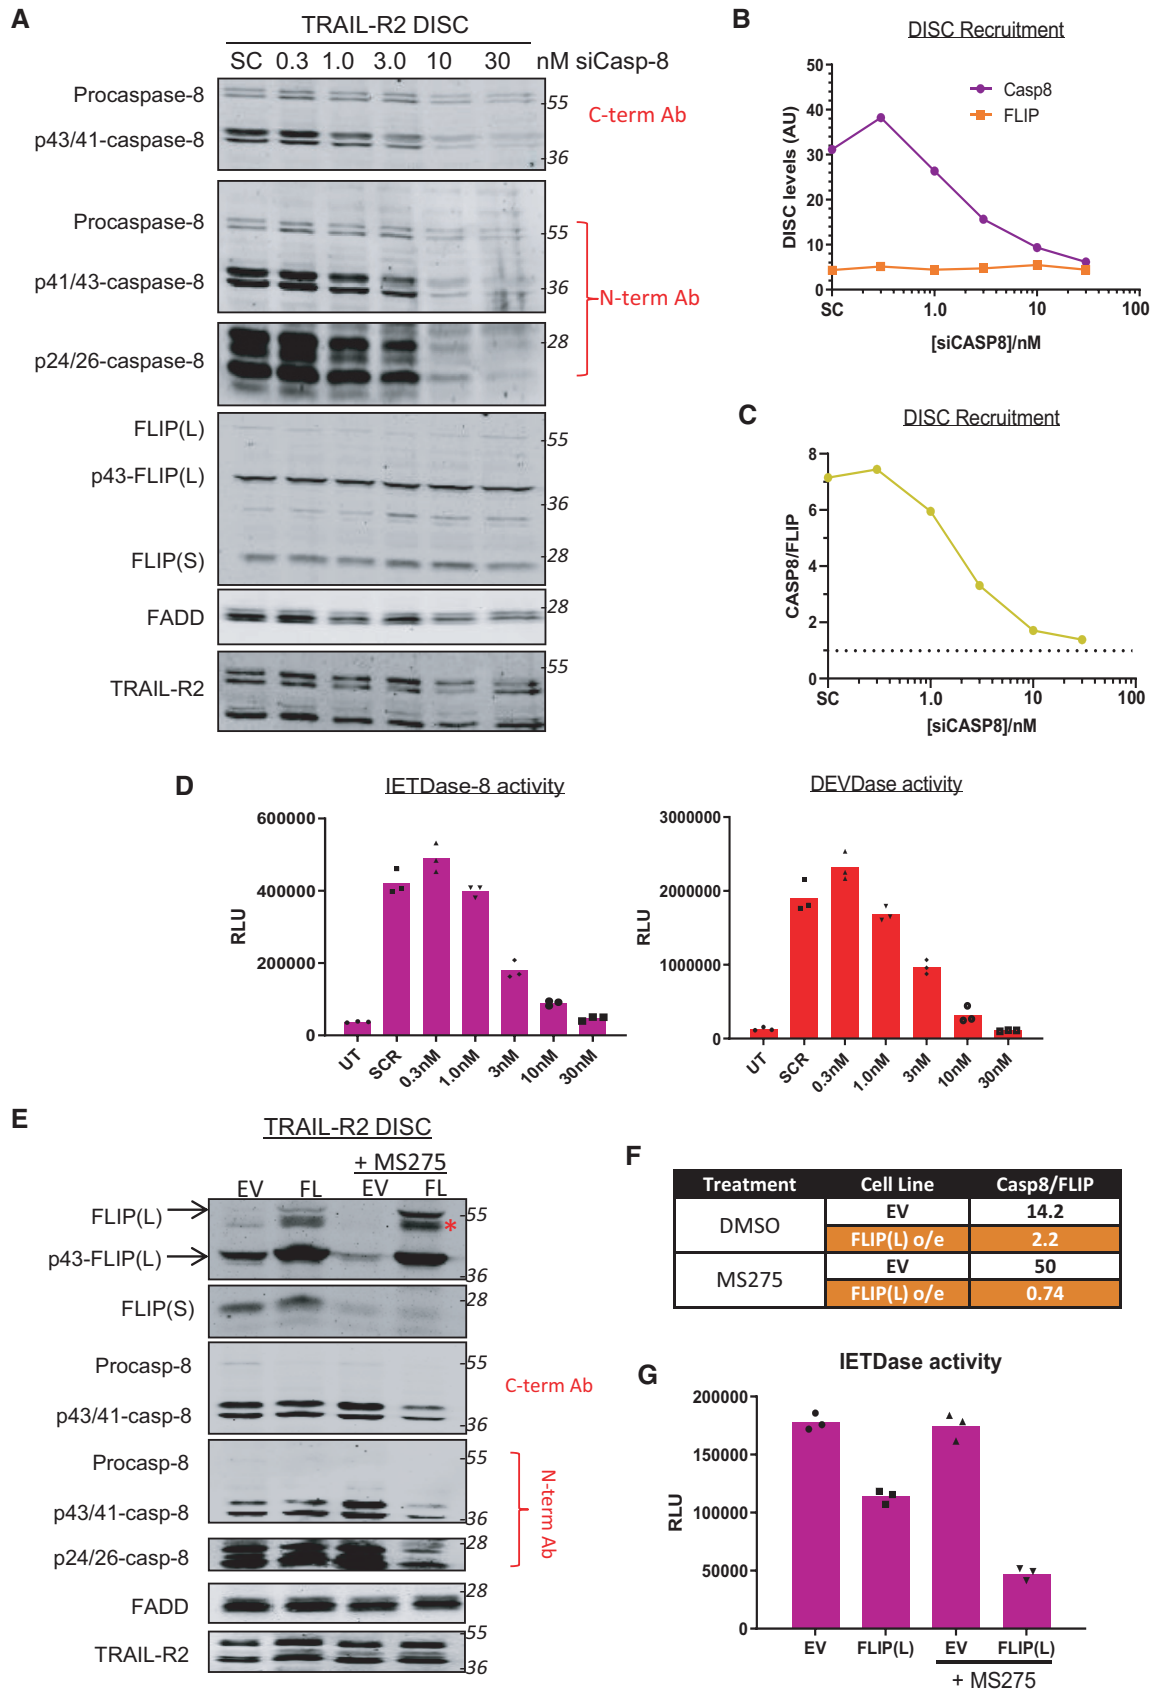 A
TRAIL-R2 DISC
SC 0.3 1.0 3.0 10 30 nM siCasp-8
Procaspase-8
p43/41-caspase-8
-55
-36
C-term Ab
Procaspase-8
p41/43-caspase-8
p24/26-caspase-8
-55
-36
-28
N-term Ab
FLIP(L)
p43-FLIP(L)
FLIP(S)
-55
-36
-28
FADD
-28
TRAIL-R2
-55
B
DISC Recruitment
DISC levels (AU)
50
40
30
20
10
0
Casp8
FLIP
SC 1.0 10 100
[siCASP8]/nM
C
DISC Recruitment
CASP8/FLIP
8
6
4
2
0
SC 1.0 10 100
[siCASP8]/nM
D
IETDase-8 activity
RLU
600000
400000
200000
0
UT SCR 0.3nM 1.0nM 3nM 10nM 30nM
DEVDase activity
RLU
3000000
2000000
1000000
0
UT SCR 0.3nM 1.0nM 3nM 10nM 30nM
E
TRAIL-R2 DISC
+ MS275
EV FL EV FL
FLIP(L)
p43-FLIP(L)
-55
*
-36
FLIP(S)
-28
Procasp-8
p43/41-casp-8
-55
-36
C-term Ab
Procasp-8
p43/41-casp-8
p24/26-casp-8
-55
-36
-28
N-term Ab
FADD
-28
TRAIL-R2
-55
-36
F
Treatment Cell Line Casp8/FLIP
DMSO EV 14.2
FLIP(L) o/e 2.2
MS275 EV 50
FLIP(L) o/e 0.74
G
IETDase activity
RLU
200000
150000
100000
50000
0
EV FLIP(L) EV FLIP(L)
+ MS275